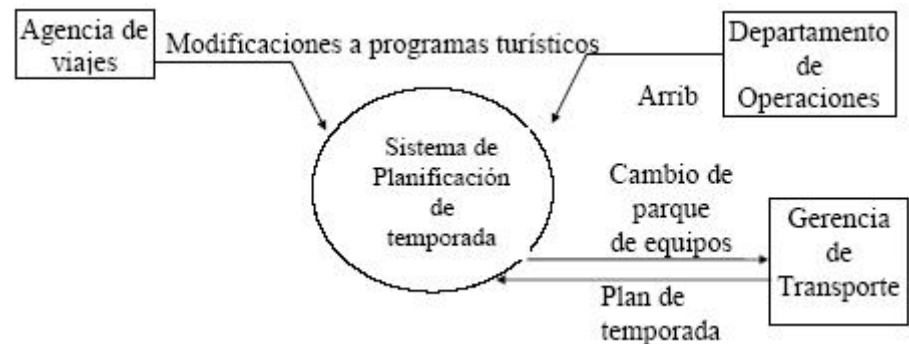 Agencia de
viajes
Modificaciones a programas turísticos
Departamento
de
Operaciones
Arrib
Sistema de
Planificación
de
temporada
Cambio de
parque
de equipos
Gerencia
de
Transporte
Plan de
temporada